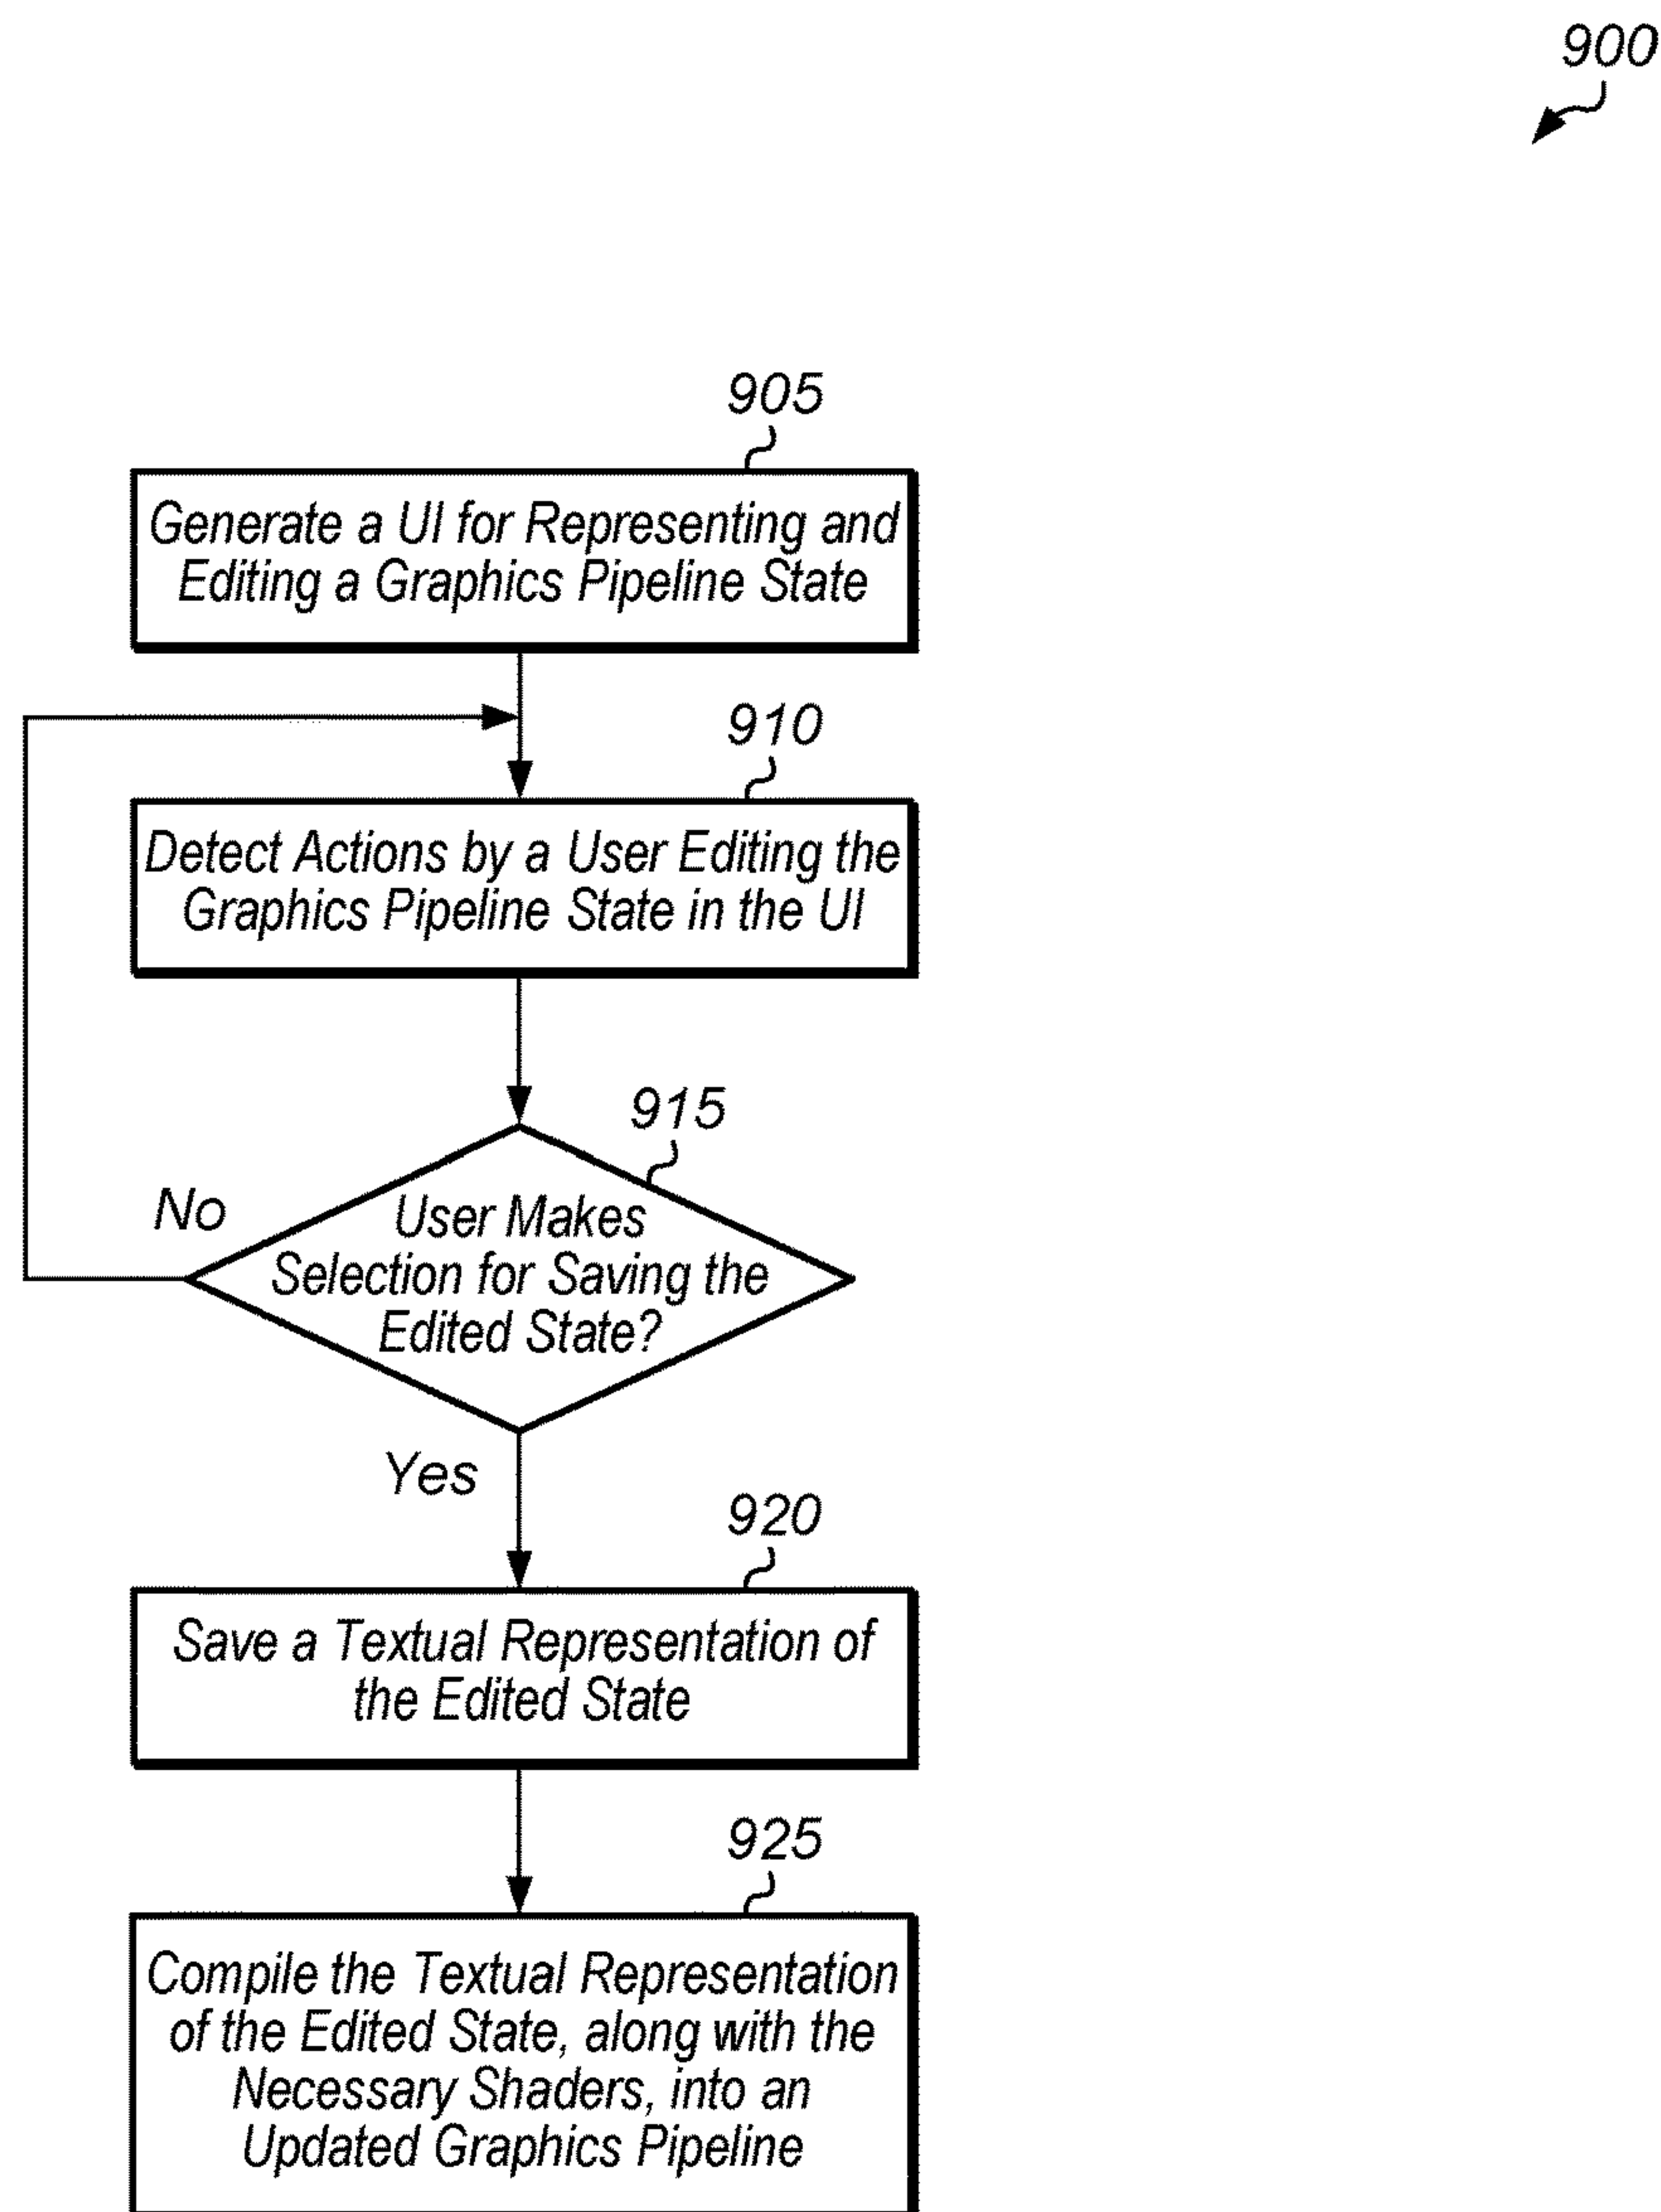 900
905
Generate a UI for Representing and
Editing a Graphics Pipeline State
910
Detect Actions by a User Editing the
Graphics Pipeline State in the UI
915
No
User Makes
Selection for Saving the
Edited State?
Yes
920
Save a Textual Representation of
the Edited State
925
Compile the Textual Representation
of the Edited State, along with the
Necessary Shaders, into an
Updated Graphics Pipeline